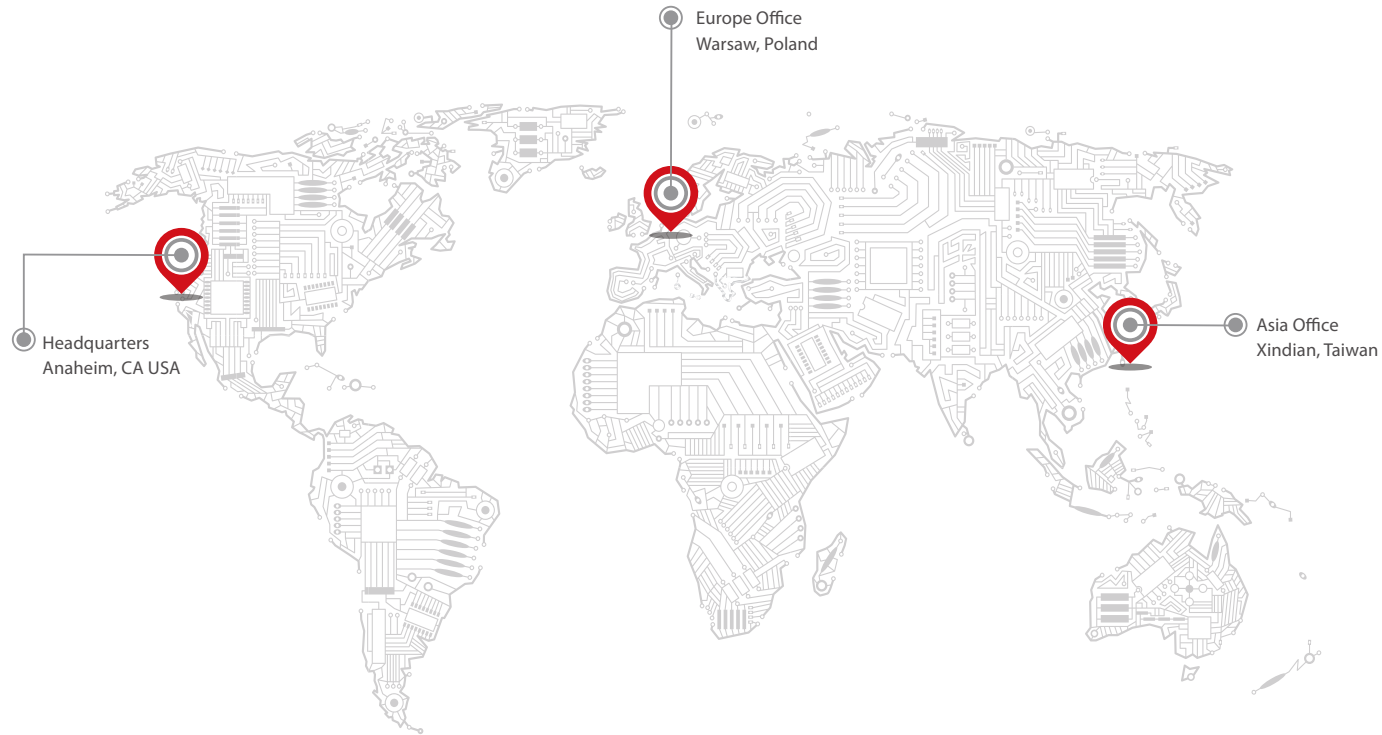 Europe Office
Warsaw, Poland
Headquarters
Anaheim, CA USA
Asia Office
Xindian, Taiwan